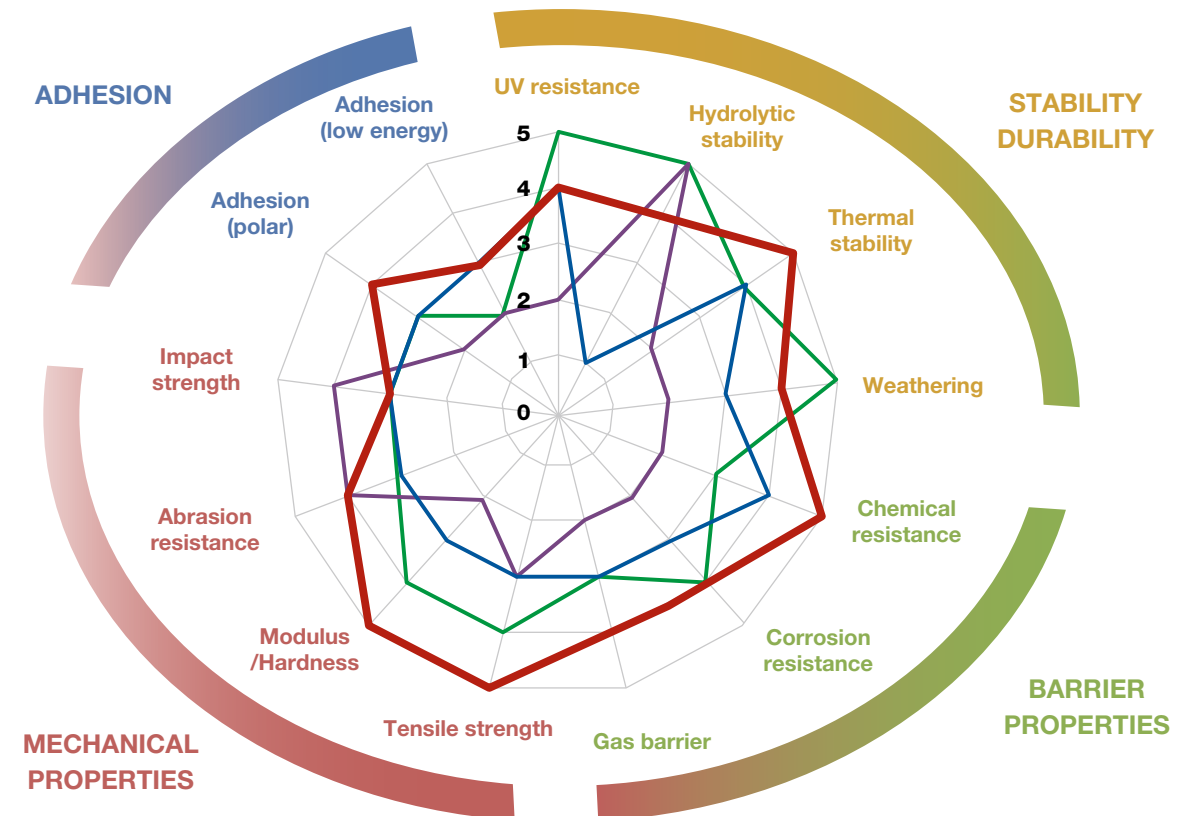 ADHESION
Adhesion
(low energy)
Adhesion
(polar)
UV resistance
Hydrolytic
stability
STABILITY
DURABILITY
Thermal
stability
Weathering
5
4
3
2
1
0
Impact
strength
Abrasion
resistance
Chemical
resistance
Modulus
/Hardness
Corrosion
resistance
Tensile strength
Gas barrier
MECHANICAL
PROPERTIES
BARRIER
PROPERTIES